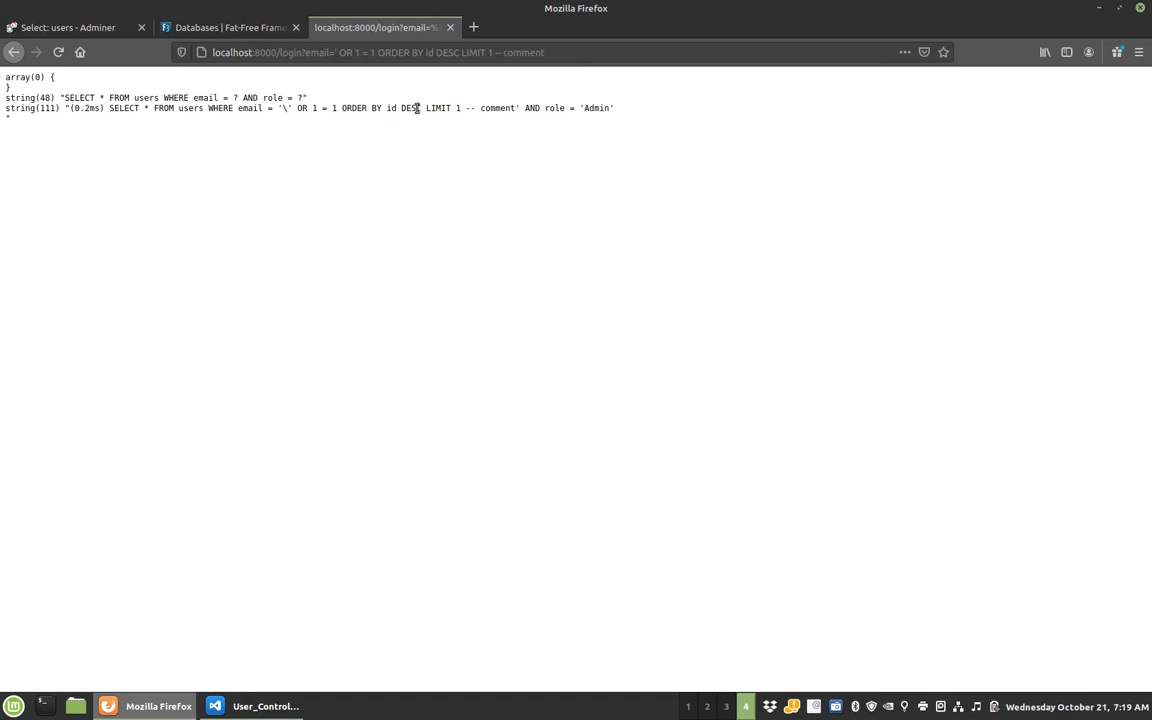 Mozilla Firefox
Select: users - Adminer
Databases | Fat-Free Frame
localhost:8000/login?email=%
localhost:8000/login?email=' OR 1 = 1 ORDER BY id DESC LIMIT 1 -- comment
array(0) {
}
string(48) "SELECT * FROM users WHERE email = ? AND role = ?"
string(111) "(0.2ms) SELECT * FROM users WHERE email = '\' OR 1 = 1 ORDER BY id DESC LIMIT 1 -- comment' AND role = 'Admin'
"
Mozilla Firefox
User_Control...
1 2 3 4
Wednesday October 21, 7:19 AM